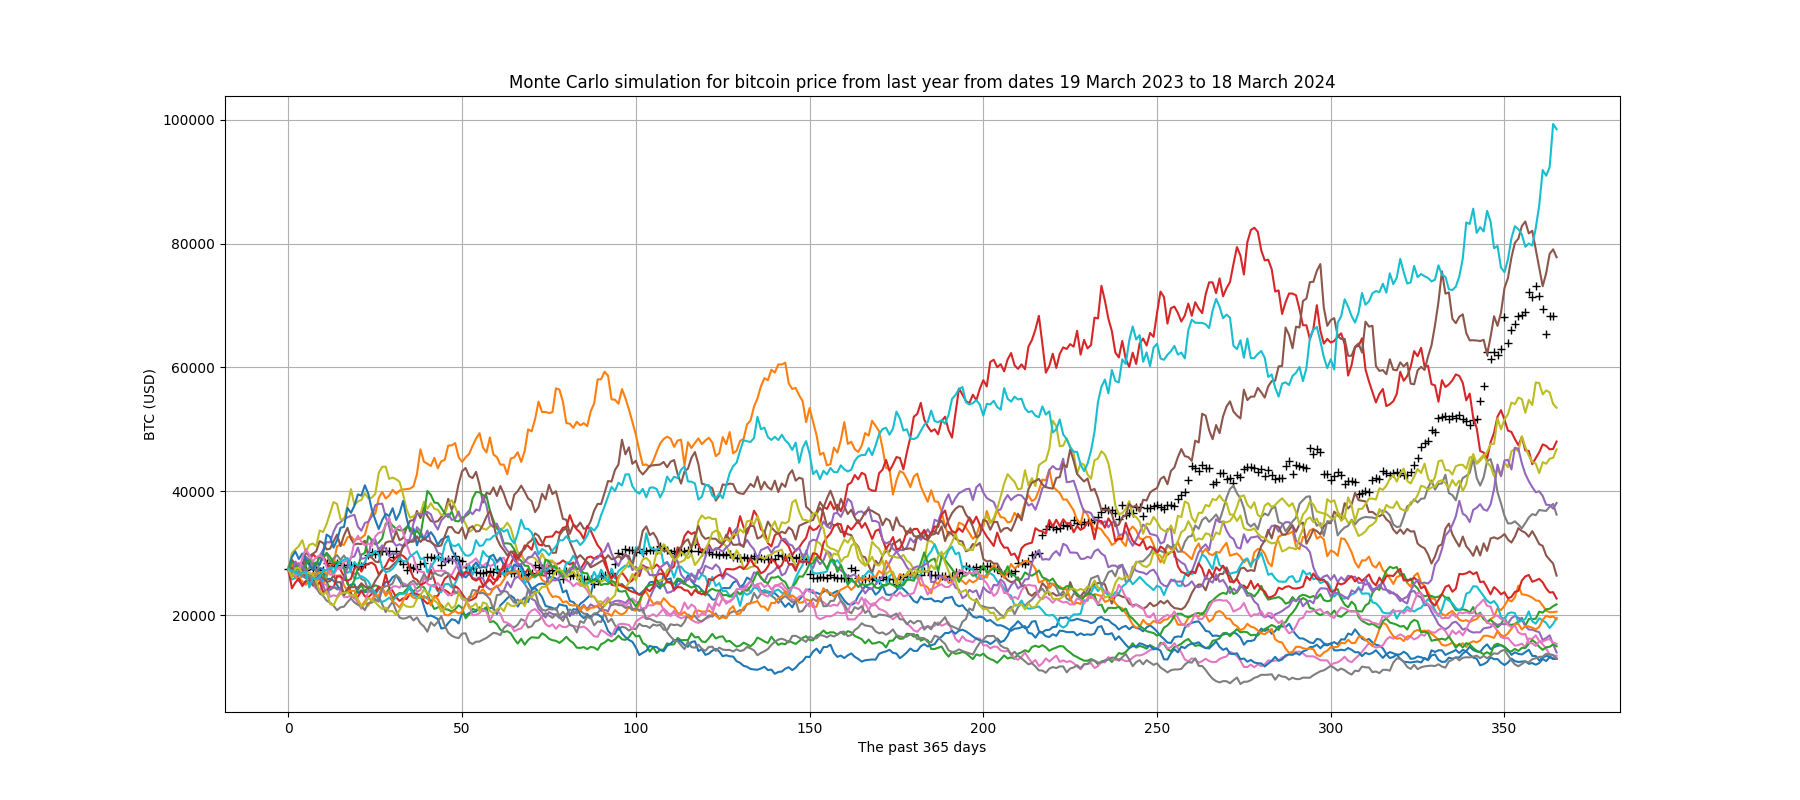 Monte Carlo simulation for bitcoin price from last year from dates 19 March 2023 to 18 March 2024
100000
80000
60000
40000
20000
BTC (USD)
0 50 100 150 200 250 300 350
The past 365 days